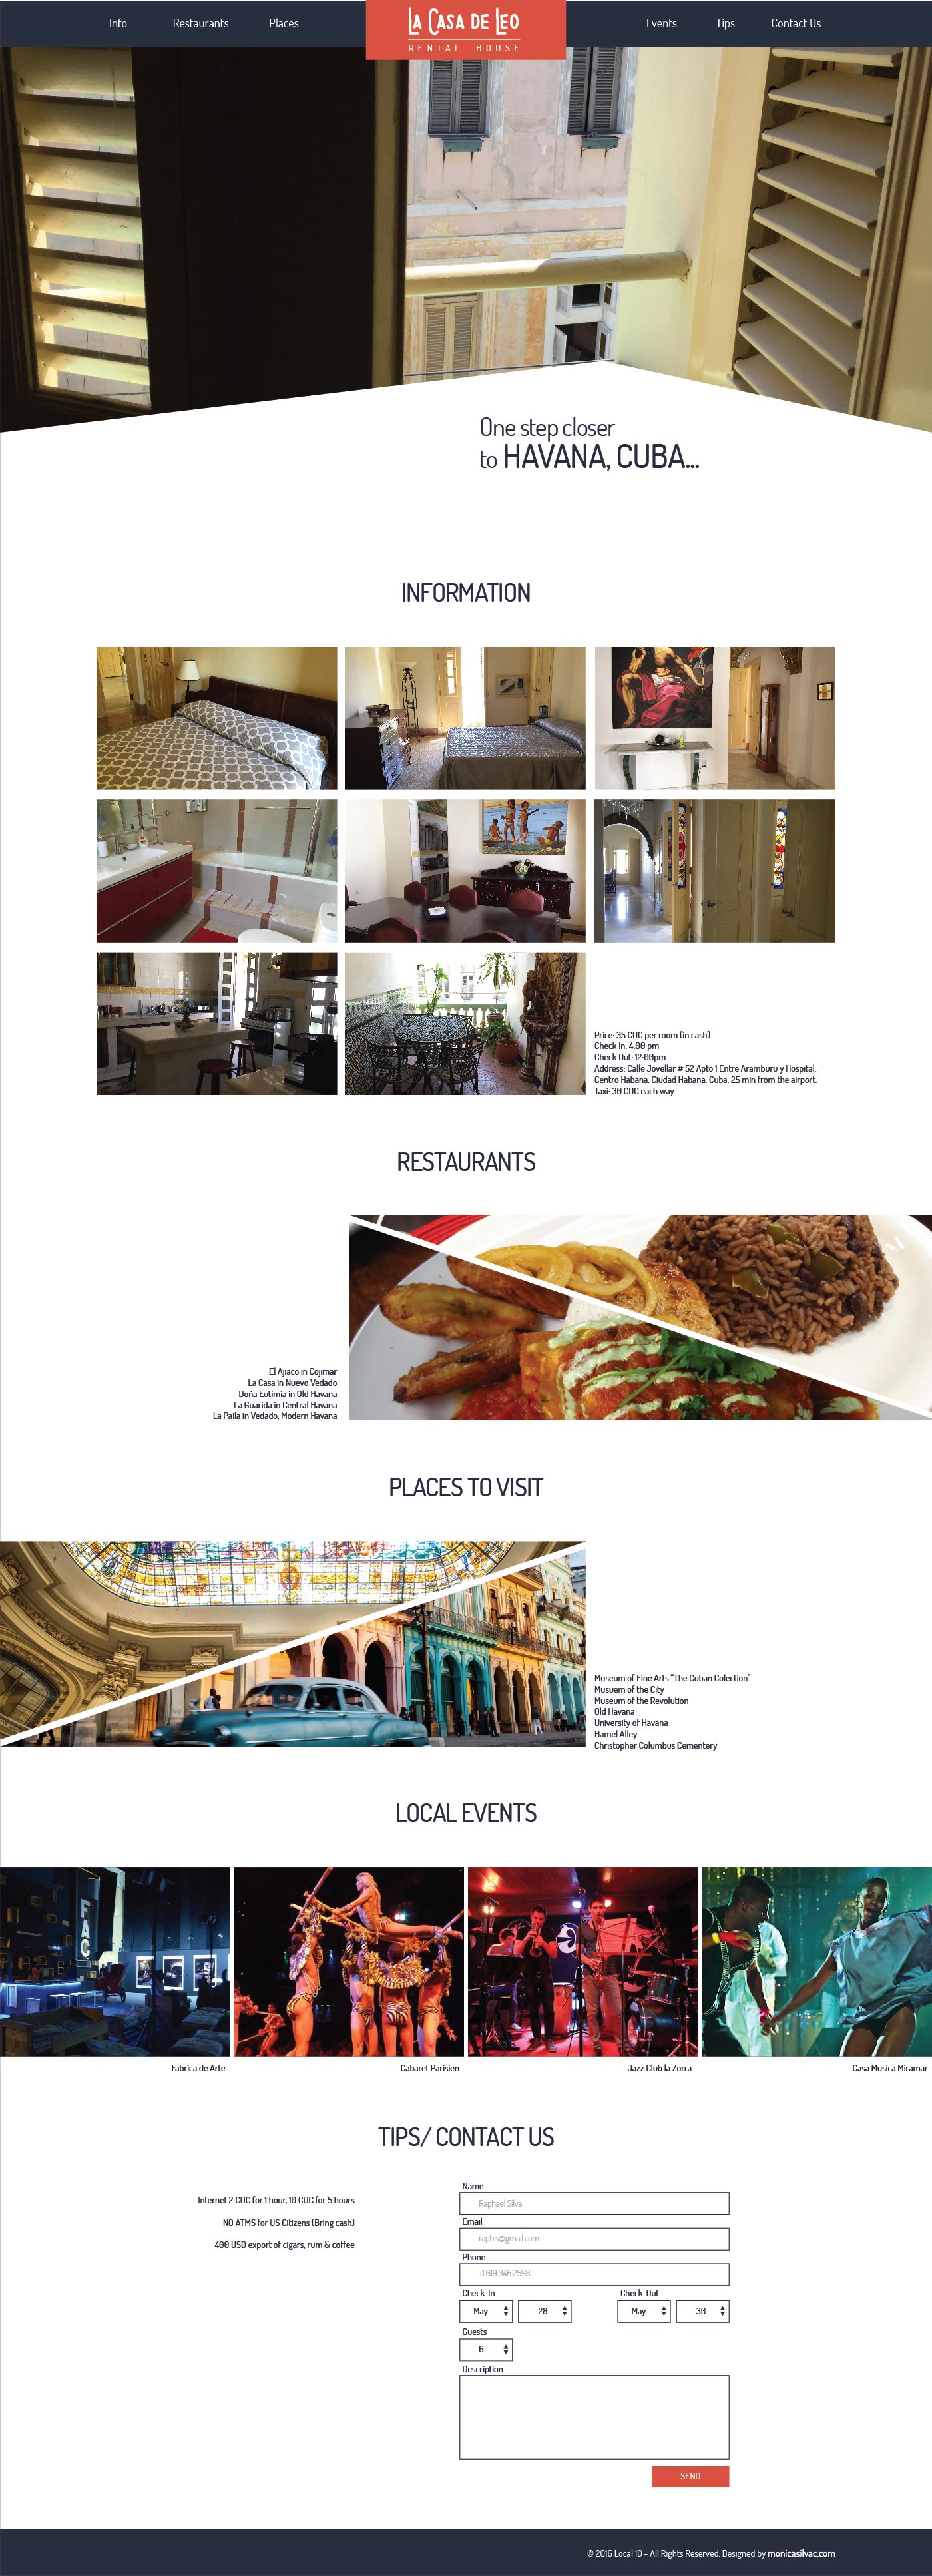 Info
Restaurants
Places
LA CASA DE LEO
RENTAL HOUSE
Events
Tips
Contact Us
One step closer
to HAVANA, CUBA...
INFORMATION
Price: 35 CUC per room (in cash)
Check In: 4:00 pm
Check Out: 12:00pm
Address: Calle Jovellar # 52 Apto 1 Entre Aramburu y Hospital.
Centro Habana. Ciudad Habana. Cuba. 25 min from the airport.
Taxi: 30 CUC each way
RESTAURANTS
El Ajiaco in Cojimar
La Casa in Nuevo Vedado
Doña Eutimia in Old Havana
La Guarida in Central Havana
La Paila in Vedado, Modern Havana
PLACES TO VISIT
Museum of Fine Arts "The Cuban Colection"
Musuem of the City
Museum of the Revolution
Old Havana
University of Havana
Hamel Alley
Christopher Columbus Cementery
LOCAL EVENTS
FAC
Fabrica de Arte
Cabaret Parisien
Jazz Club la Zorra
Casa Musica Miramar
TIPS/ CONTACT US
Internet 2 CUC for 1 hour, 10 CUC for 5 hours
NO ATMS for US Citizens (Bring cash)
400 USD export of cigars, rum & coffee
Name
Raphael Silva
Email
raph.s@gmail.com
Phone
+1 619 346 2598
Check-In
Check-Out
May
28
May
30
Guests
6
Description
SEND
© 2016 Local 10 - All Rights Reserved. Designed by monicasilvac.com